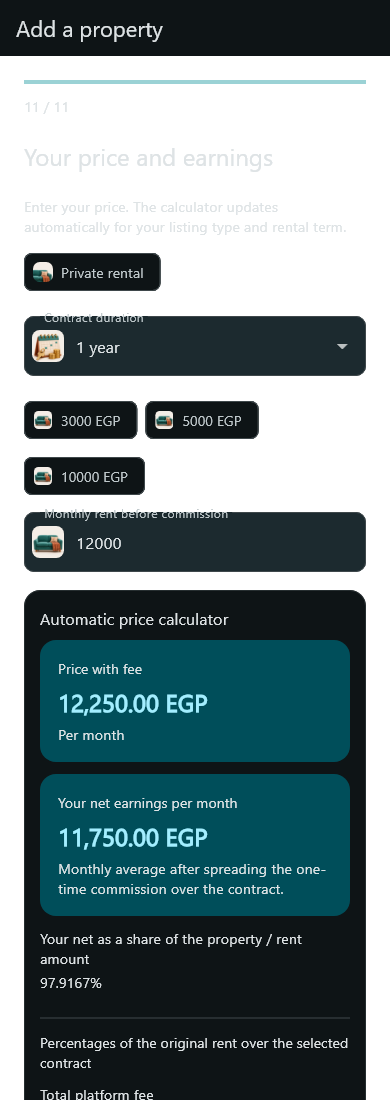 Add a property
11 / 11
Your price and earnings
Enter your price. The calculator updates
automatically for your listing type and rental term.
Private rental
Contract duration
1 year
3000 EGP
5000 EGP
10000 EGP
Monthly rent before commission
12000
Automatic price calculator
Price with fee
12,250.00 EGP
Per month
Your net earnings per month
11,750.00 EGP
Monthly average after spreading the one-
time commission over the contract.
Your net as a share of the property / rent
amount
97.9167%
Percentages of the original rent over the selected
contract
Total platform fee